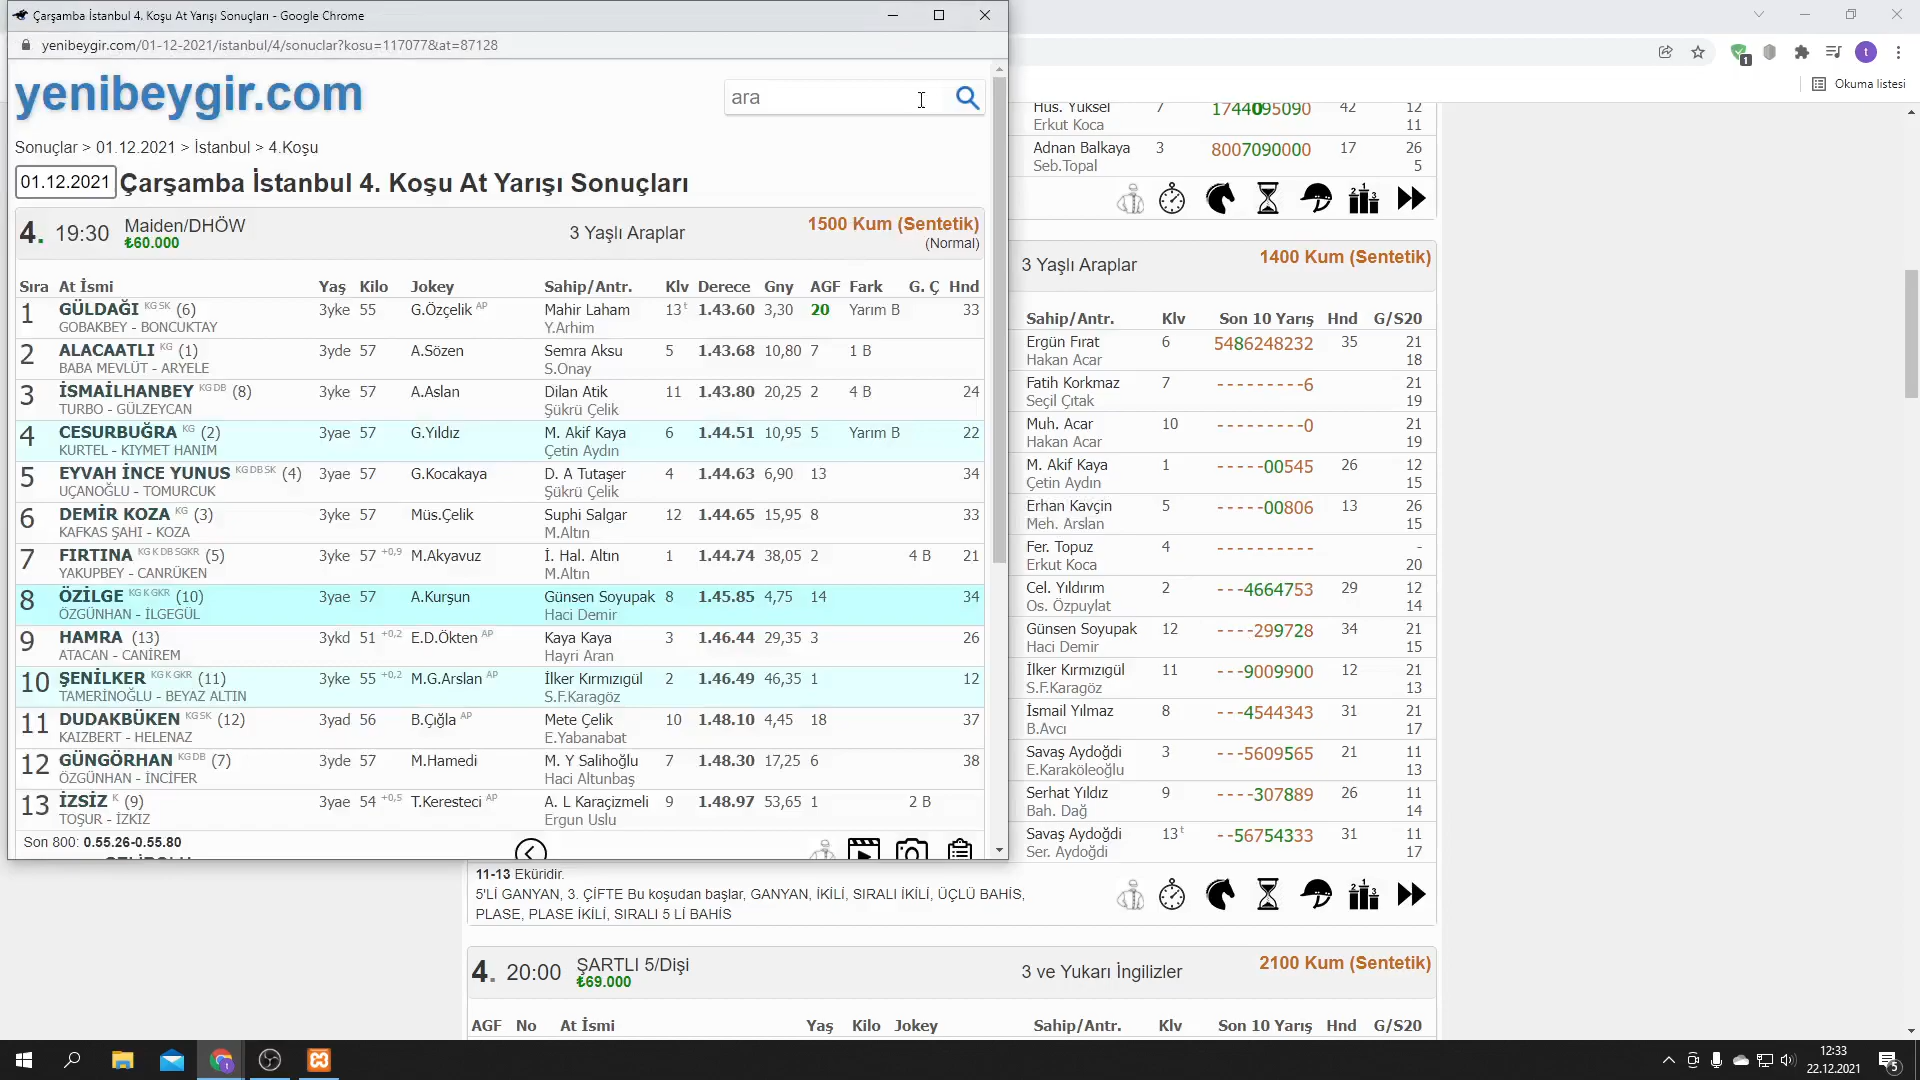 Çarşamba İstanbul 4. Koşu At Yarışı Sonuçları - Google Chrome
yenibeygir.com/01-12-2021/istanbul/4/sonuclar?kosu=117077&at=87128
yenibeygir.com
ara
Sonuçlar > 01.12.2021 > İstanbul > 4.Koşu
01.12.2021 Çarşamba İstanbul 4. Koşu At Yarışı Sonuçları
4. 19:30 Maiden/DHÖW 3 Yaşlı Araplar 1500 Kum (Sentetik)
₺60.000 (Normal)
Sıra At İsmi Yaş Kilo Jokey Sahip/Antr. Klv Derece Gny AGF Fark G. Ç Hnd
1 GÜLDAĞI KG SK (6) 3yke 55 G.Özçelik AP Mahir Laham 13 t 1.43.60 3,30 20 Yarım B 33
GOBAKBEY - BONCUKTAY Y.Arhim
2 ALACAATLI KG (1) 3yde 57 A.Sözen Semra Aksu 5 1.43.68 10,80 7 1 B
BABA MEVLÜT - ARYELE S.Onay
3 İSMAİLHANBEY KG DB (8) 3yke 57 A.Aslan Dilan Atik 11 1.43.80 20,25 2 4 B 24
TURBO - GÜLZEYCAN Şükrü Çelik
4 CESURBUĞRA KG (2) 3yae 57 G.Yıldız M. Akif Kaya 6 1.44.51 10,95 5 Yarım B 22
KURTEL - KIYMET HANIM Çetin Aydın
5 EYVAH İNCE YUNUS KG DB SK (4) 3yae 57 G.Kocakaya D. A Tutaşer 4 1.44.63 6,90 13 34
UÇANOĞLU - TOMURCUK Şükrü Çelik
6 DEMİR KOZA KG (3) 3yke 57 Müs.Çelik Suphi Salgar 12 1.44.65 15,95 8 33
KAFKAS ŞAHI - KOZA M.Altın
7 FIRTINA KG K DB SGKR (5) 3yke 57 +0,9 M.Akyavuz İ. Hal. Altın 1 1.44.74 38,05 2 4 B 21
YAKUPBEY - CANRÜKEN M.Altın
8 ÖZİLGE KG K GKR (10) 3yae 57 A.Kurşun Günsen Soyupak 8 1.45.85 4,75 14 34
ÖZGÜNHAN - İLGEGÜL Haci Demir
9 HAMRA (13) 3ykd 51 +0,2 E.D.Ökten AP Kaya Kaya 3 1.46.44 29,35 3 26
ATACAN - CANİREM Hayri Aran
10 ŞENİLKER KG K GKR (11) 3yke 55 +0,2 M.G.Arslan AP İlker Kırmızıgül 2 1.46.49 46,35 1 12
TAMERİNOĞLU - BEYAZ ALTIN S.F.Karagöz
11 DUDAKBÜKEN KG SK (12) 3yad 56 B.Çığla AP Mete Çelik 10 1.48.10 4,45 18 37
KAIZBERT - HELENAZ E.Yabanabat
12 GÜNGÖRHAN KG DB (7) 3yde 57 M.Hamedi M. Y Salihoğlu 7 1.48.30 17,25 6 38
ÖZGÜNHAN - İNCİFER Haci Altunbaş
13 İZSİZ K (9) 3yae 54 +0,5 T.Keresteci AP A. L Karaçizmeli 9 1.48.97 53,65 1 2 B
TOŞUR - İZKIZ Ergun Uslu
Son 800: 0.55.26-0.55.80
1
t
Okuma listesi
Hüs. Yüksel 7 1744095090 42 12
Erkut Koca 11
Adnan Balkaya 3 8007090000 17 26
Seb.Topal 5
3 Yaşlı Araplar 1400 Kum (Sentetik)
Sahip/Antr. Klv Son 10 Yarış Hnd G/S20
Ergün Fırat 6 5486248232 35 21
Hakan Acar 18
Fatih Korkmaz 7 ---------6 21
Seçil Çıtak 19
Muh. Acar 10 ---------0 21
Hakan Acar 19
M. Akif Kaya 1 -----00545 26 12
Çetin Aydın 15
Erhan Kavçin 5 -----00806 13 26
Meh. Arslan 15
Fer. Topuz 4 ---------- -
Erkut Koca 20
Cel. Yıldırım 2 ---4664753 29 12
Os. Özpuylat 14
Günsen Soyupak 12 ----299728 34 21
Haci Demir 15
İlker Kırmızıgül 11 ---9009900 12 21
S.F.Karagöz 13
İsmail Yılmaz 8 ---4544343 31 21
B.Avcı 17
Savaş Aydoğdi 3 ---5609565 21 11
E.Karaköleoğlu 13
Serhat Yıldız 9 ----307889 26 11
Bah. Dağ 14
Savaş Aydoğdi 13 t --56754333 31 11
Ser. Aydoğdi 17
11-13 Eküridir.
5'Lİ GANYAN, 3. ÇİFTE Bu koşudan başlar, GANYAN, İKİLİ, SIRALI İKİLİ, ÜÇLÜ BAHİS,
PLASE, PLASE İKİLİ, SIRALI 5 Lİ BAHİS
4. 20:00 ŞARTLI 5/Dişi 3 ve Yukarı İngilizler 2100 Kum (Sentetik)
₺69.000
AGF No At İsmi Yaş Kilo Jokey Sahip/Antr. Klv Son 10 Yarış Hnd G/S20
12:33
22.12.2021
5